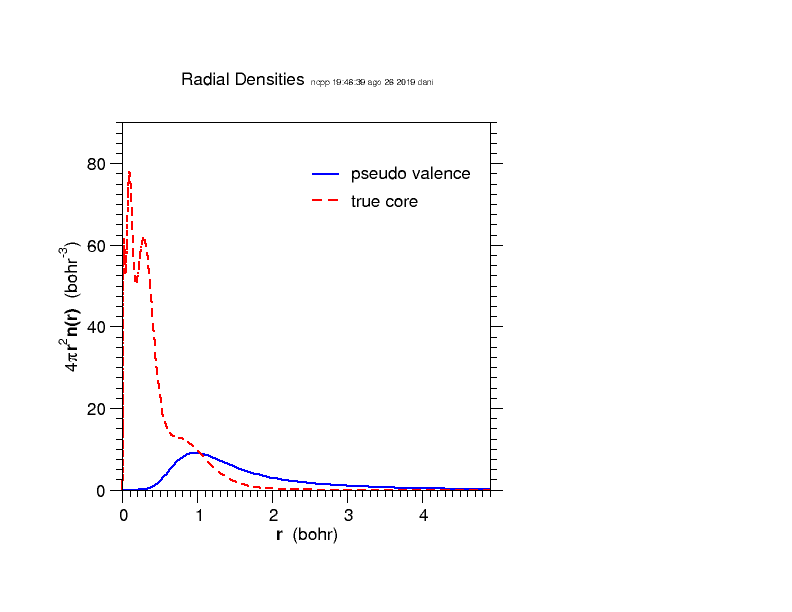 Radial Densities ncpp 19:46:39 ago 26 2019 dani
80
60
40
20
0
4πr²n(r) (bohr⁻³)
pseudo valence
true core
0 1 2 3 4
r (bohr)